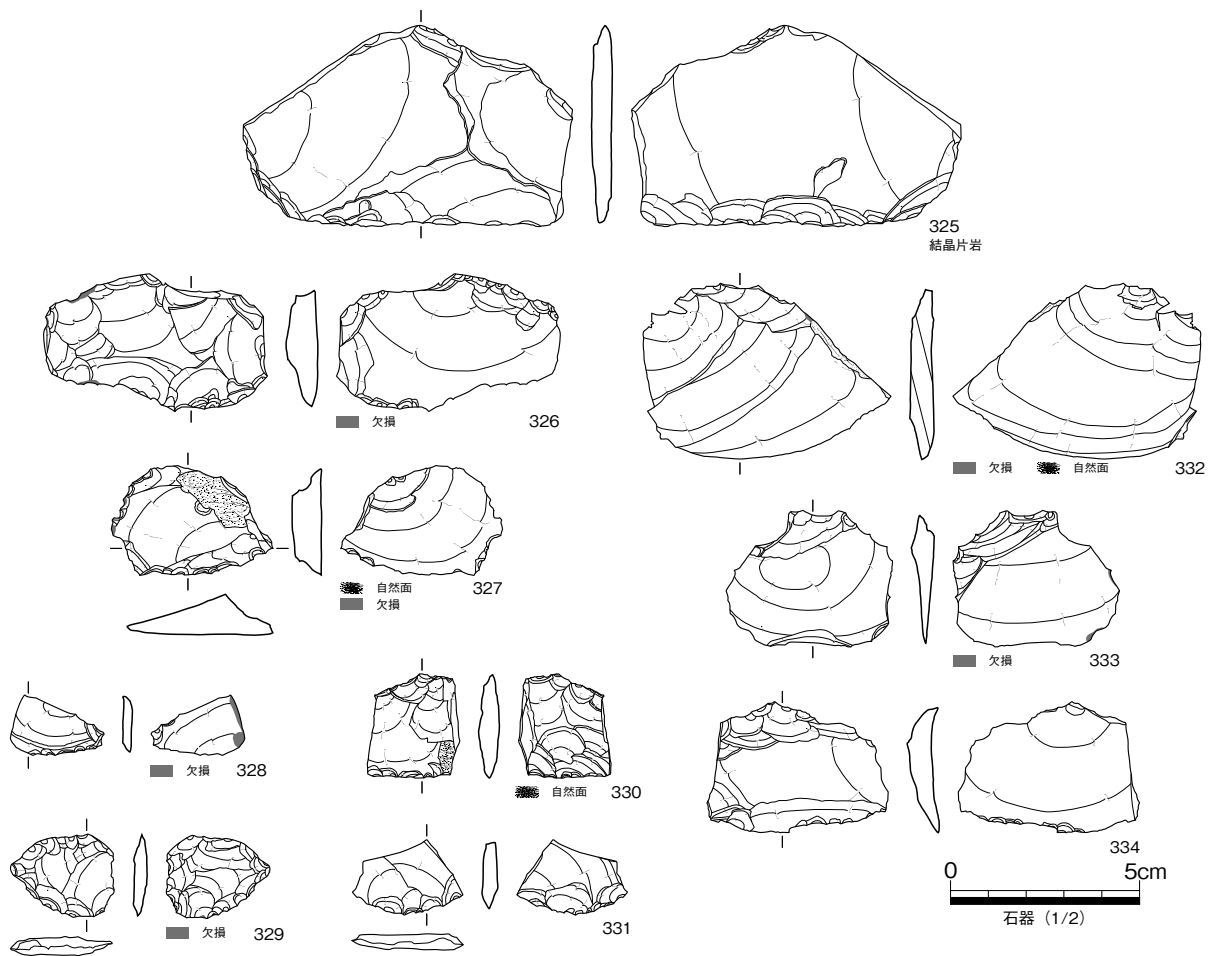 325
結晶片岩
欠損
326
欠損 自然面 332
自然面 327
欠損
欠損 333
欠損 328
自然面 330
334
欠損 329
331
0 5cm
石器（1/2）